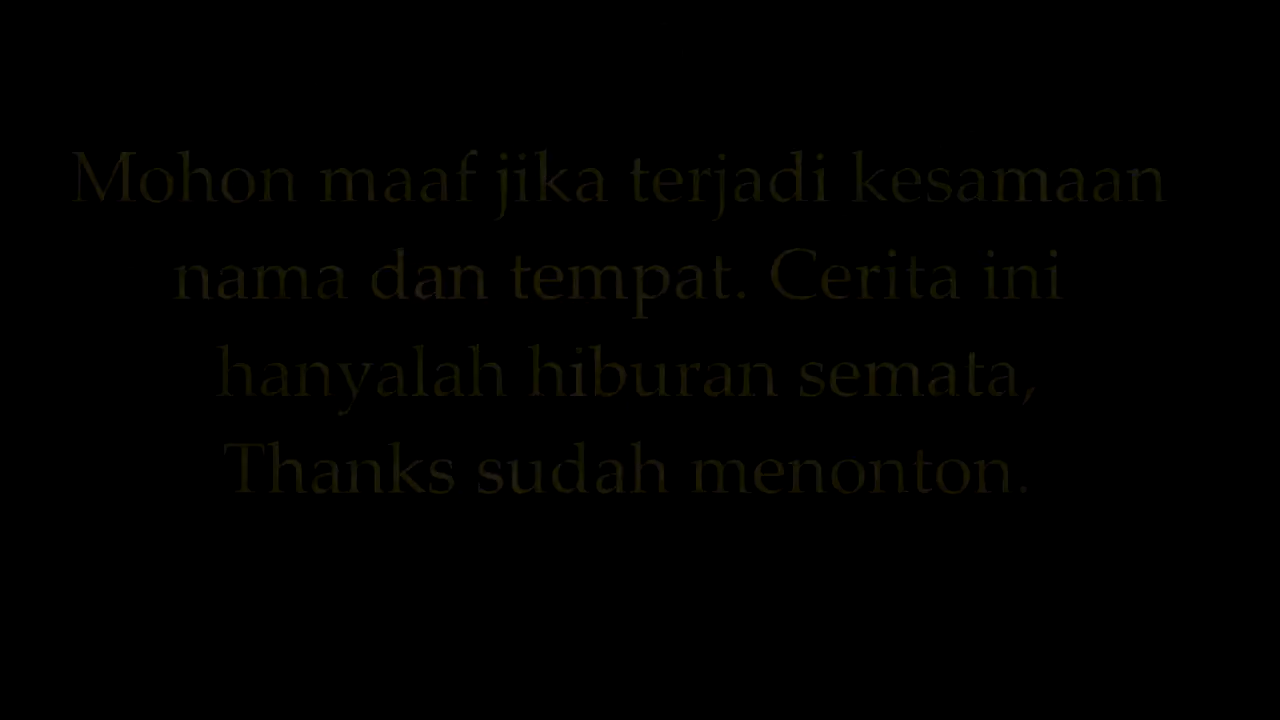 Mohon maaf jika terjadi kesamaan
nama dan tempat. Cerita ini
hanyalah hiburan semata,
Thanks sudah menonton.